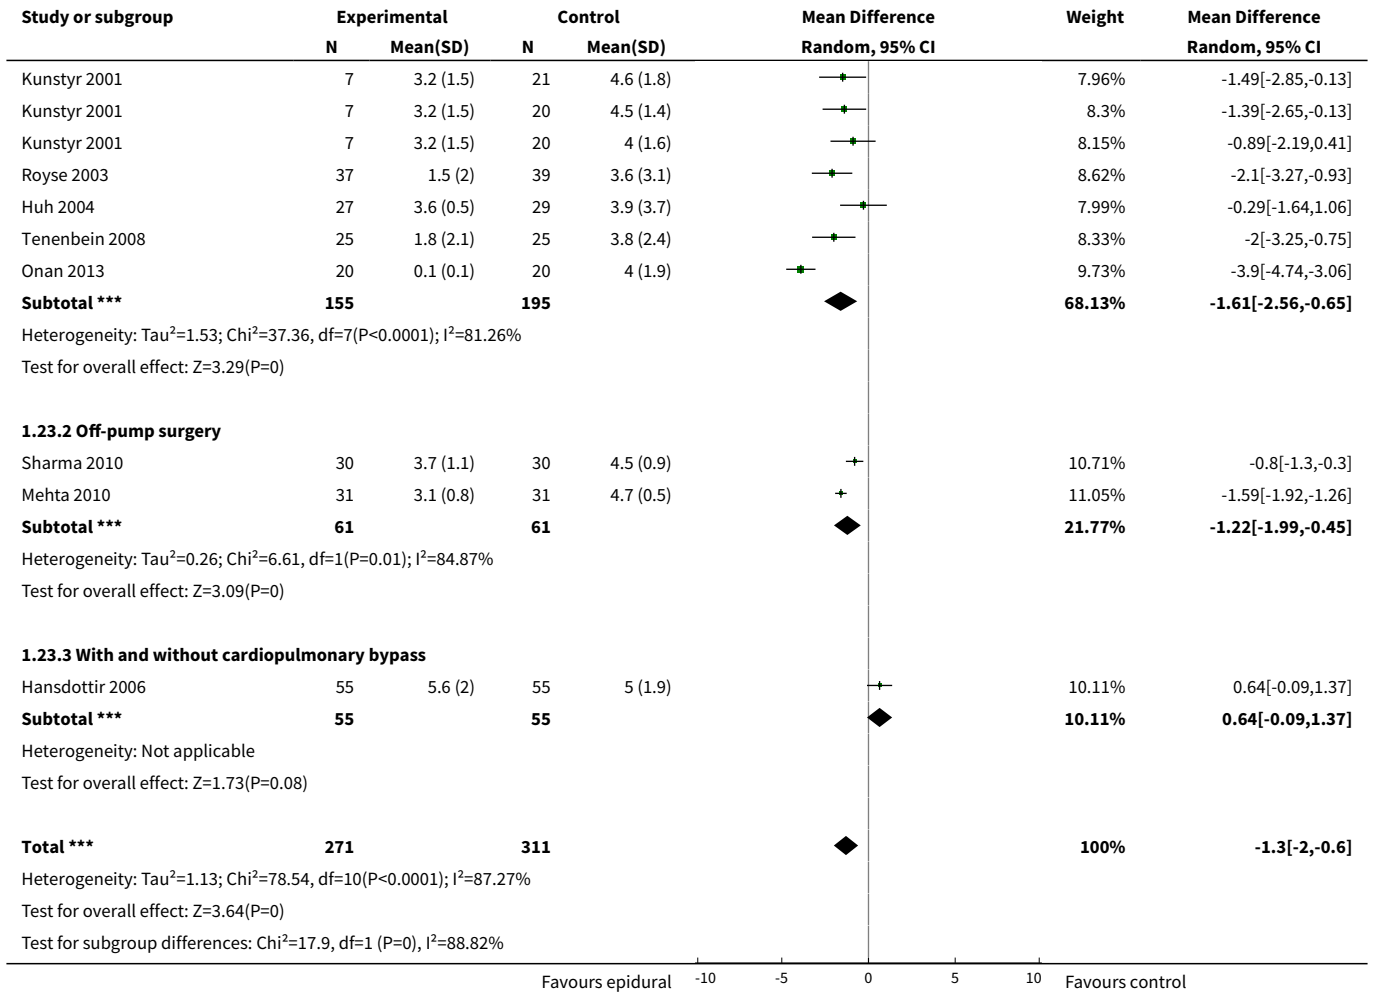 Study or subgroup Experimental Control Mean Difference Weight Mean Difference
N Mean(SD) N Mean(SD) Random, 95% CI Random, 95% CI
Kunstyr 2001 7 3.2 (1.5) 21 4.6 (1.8) 7.96% -1.49[-2.85,-0.13]
Kunstyr 2001 7 3.2 (1.5) 20 4.5 (1.4) 8.3% -1.39[-2.65,-0.13]
Kunstyr 2001 7 3.2 (1.5) 20 4 (1.6) 8.15% -0.89[-2.19,0.41]
Royse 2003 37 1.5 (2) 39 3.6 (3.1) 8.62% -2.1[-3.27,-0.93]
Huh 2004 27 3.6 (0.5) 29 3.9 (3.7) 7.99% -0.29[-1.64,1.06]
Tenenbein 2008 25 1.8 (2.1) 25 3.8 (2.4) 8.33% -2[-3.25,-0.75]
Onan 2013 20 0.1 (0.1) 20 4 (1.9) 9.73% -3.9[-4.74,-3.06]
Subtotal *** 155 195 68.13% -1.61[-2.56,-0.65]
Heterogeneity: Tau²=1.53; Chi²=37.36, df=7(P<0.0001); I²=81.26%
Test for overall effect: Z=3.29(P=0)
1.23.2 Off-pump surgery
Sharma 2010 30 3.7 (1.1) 30 4.5 (0.9) 10.71% -0.8[-1.3,-0.3]
Mehta 2010 31 3.1 (0.8) 31 4.7 (0.5) 11.05% -1.59[-1.92,-1.26]
Subtotal *** 61 61 21.77% -1.22[-1.99,-0.45]
Heterogeneity: Tau²=0.26; Chi²=6.61, df=1(P=0.01); I²=84.87%
Test for overall effect: Z=3.09(P=0)
1.23.3 With and without cardiopulmonary bypass
Hansdottir 2006 55 5.6 (2) 55 5 (1.9) 10.11% 0.64[-0.09,1.37]
Subtotal *** 55 55 10.11% 0.64[-0.09,1.37]
Heterogeneity: Not applicable
Test for overall effect: Z=1.73(P=0.08)
Total *** 271 311 100% -1.3[-2,-0.6]
Heterogeneity: Tau²=1.13; Chi²=78.54, df=10(P<0.0001); I²=87.27%
Test for overall effect: Z=3.64(P=0)
Test for subgroup differences: Chi²=17.9, df=1 (P=0), I²=88.82%
Favours epidural -10 -5 0 5 10 Favours control